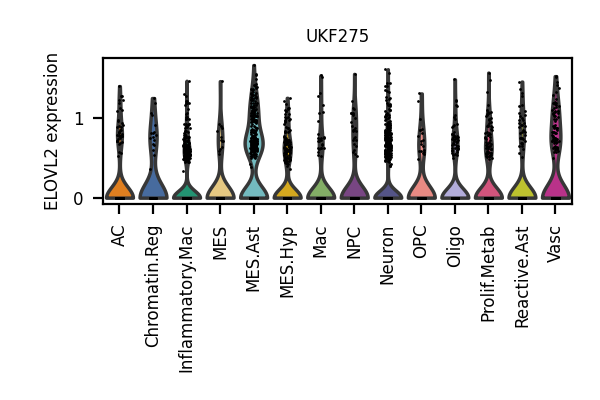 UKF275
ELOVL2 expression
1
0
AC
Chromatin.Reg
Inflammatory.Mac
MES
MES.Ast
MES.Hyp
Mac
NPC
Neuron
OPC
Oligo
Prolif.Metab
Reactive.Ast
Vasc